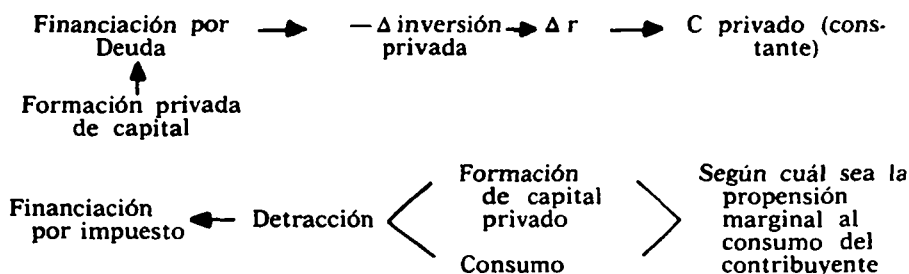 Financiación por
Deuda
— Δ inversión
privada
Δ r
C privado (cons-
tante)
Formación privada
de capital
Financiación
por impuesto
Detracción
Formación
de capital
privado
Consumo
Según cuál sea la
propensión
marginal al
consumo del
contribuyente